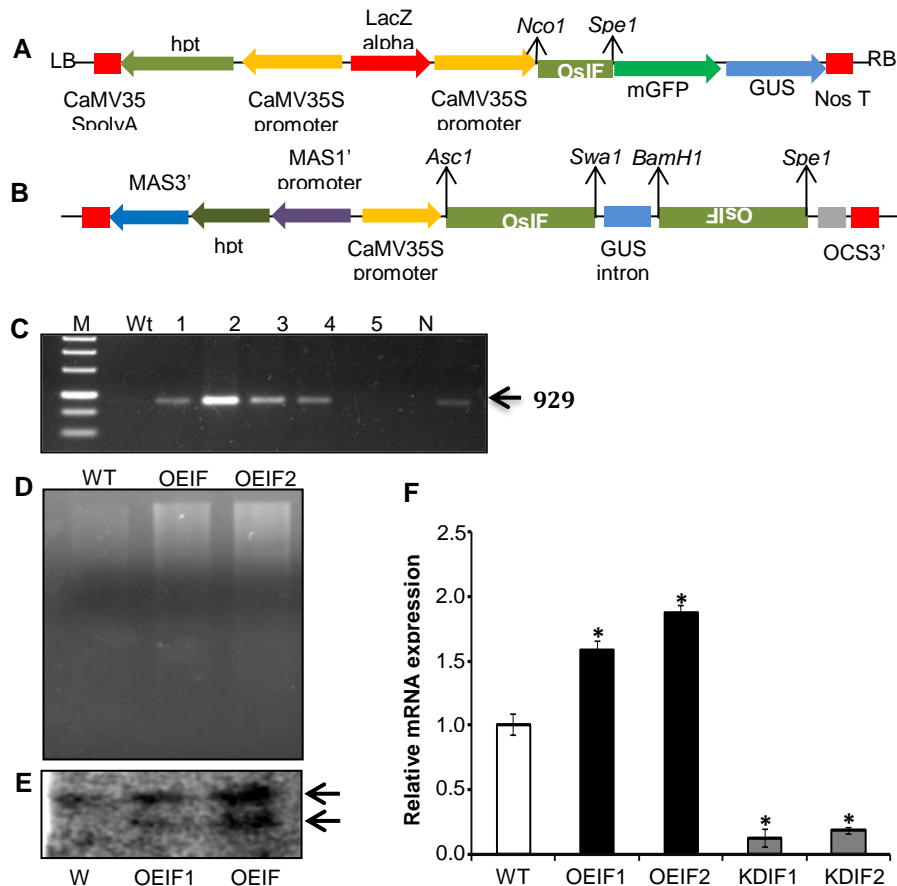 A
LB
hpt
LacZ
alpha
Nco1
Spe1
RB
OsIF
mGFP
GUS
Nos T
CaMV35
SpolyA
CaMV35S
promoter
CaMV35S
promoter
B
MAS3'
MAS1'
promoter
Asc1
Swa1
BamH1
Spe1
hpt
OsIF
OsIF
CaMV35S
promoter
GUS
intron
OCS3'
C
M Wt 1 2 3 4 5 N
929
D
WT OEIF OEIF2
E
W OEIF1 OEIF
F
Relative mRNA expression
2.5
2.0
1.5
1.0
0.5
0.0
* * * *
WT OEIF1 OEIF2 KDIF1 KDIF2